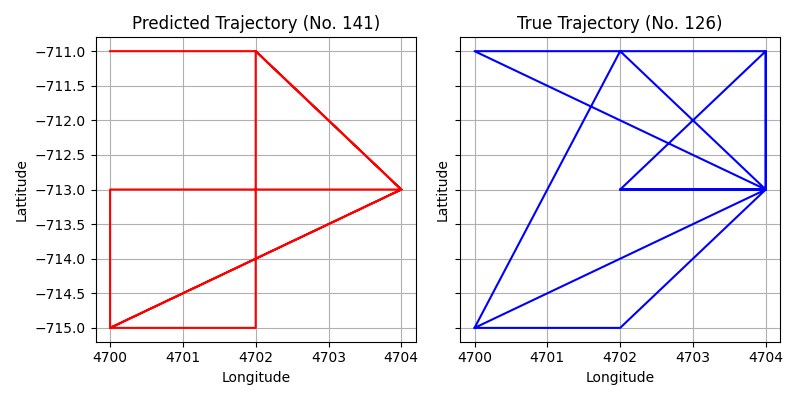 Predicted Trajectory (No. 141)
True Trajectory (No. 126)
−711.0
−711.5
−712.0
−712.5
−713.0
−713.5
−714.0
−714.5
−715.0
Lattitude
Lattitude
4700 4701 4702 4703 4704
4700 4701 4702 4703 4704
Longitude
Longitude